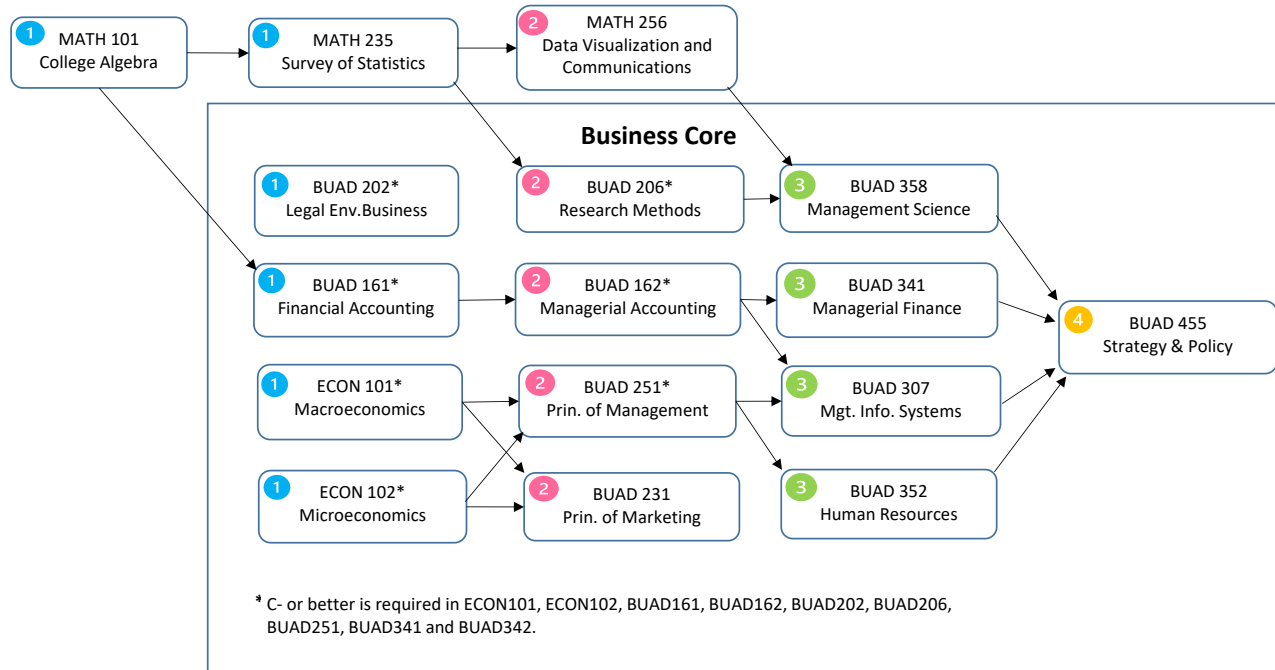 1
MATH 101
College Algebra
1
MATH 235
Survey of Statistics
2
MATH 256
Data Visualization and
Communications
Business Core
1
BUAD 202*
Legal Env.Business
2
BUAD 206*
Research Methods
3
BUAD 358
Management Science
1
BUAD 161*
Financial Accounting
2
BUAD 162*
Managerial Accounting
3
BUAD 341
Managerial Finance
4
BUAD 455
Strategy & Policy
1
ECON 101*
Macroeconomics
2
BUAD 251*
Prin. of Management
3
BUAD 307
Mgt. Info. Systems
1
ECON 102*
Microeconomics
2
BUAD 231
Prin. of Marketing
3
BUAD 352
Human Resources
* C- or better is required in ECON101, ECON102, BUAD161, BUAD162, BUAD202, BUAD206,
BUAD251, BUAD341 and BUAD342.